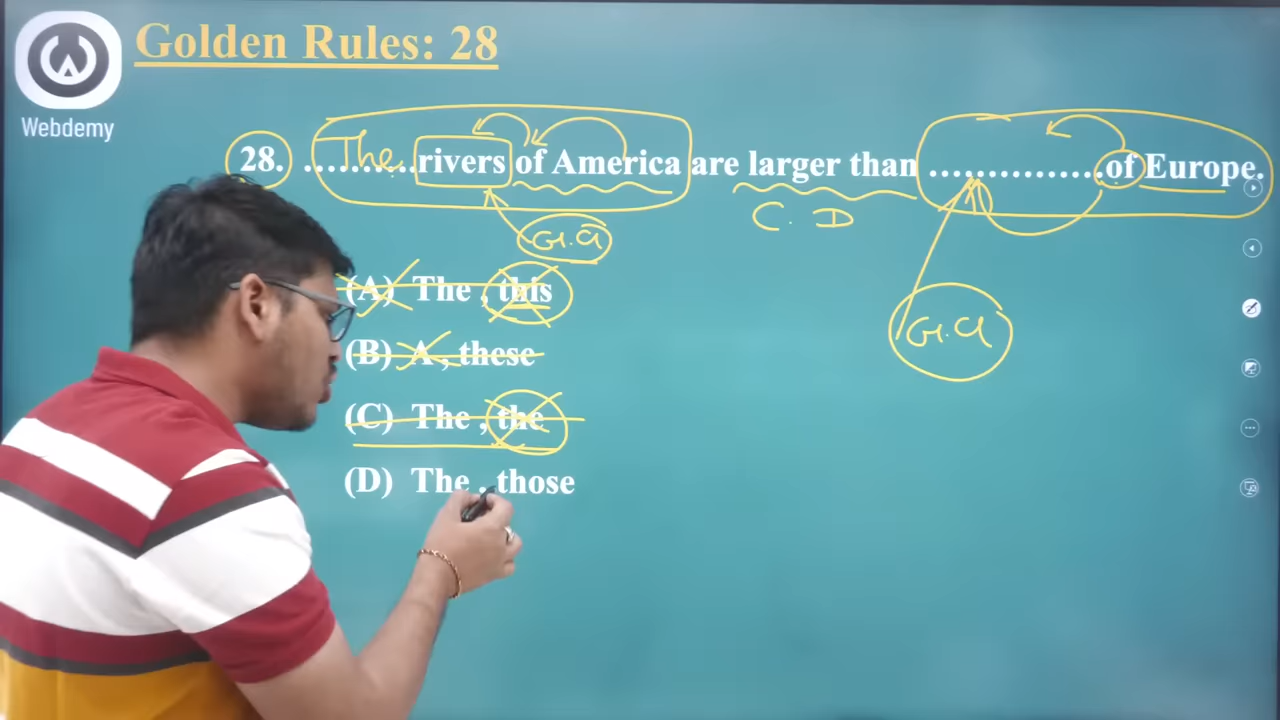 Golden Rules: 28
Webdemy
28. ..........rivers of America are larger than ...............of Europe.
The
C. D
G.A
G.A
(A) The , this
(B) A , these
(C) The , the
(D) The , those